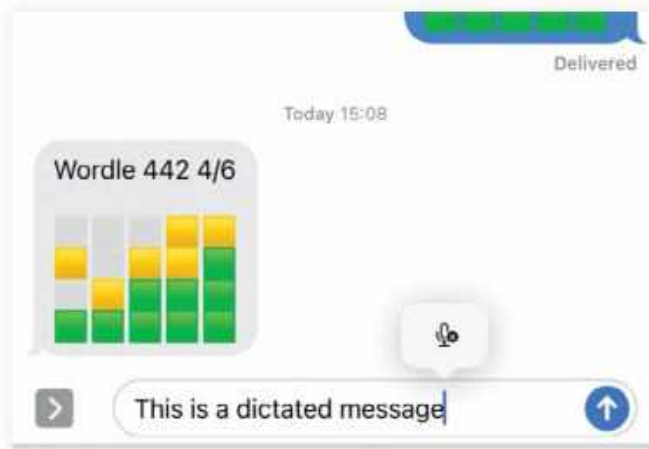 Delivered
Today 15:08
Wordle 442 4/6
This is a dictated message